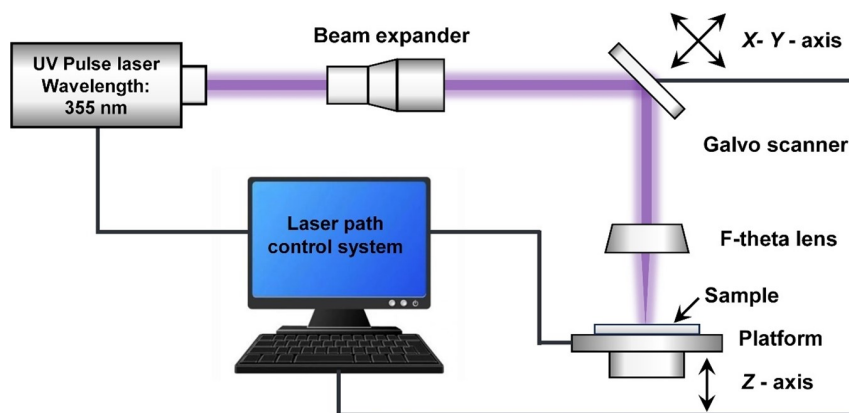 Beam expander
X- Y - axis
UV Pulse laser
Wavelength:
355 nm
Galvo scanner
Laser path
control system
F-theta lens
Sample
Platform
Z - axis